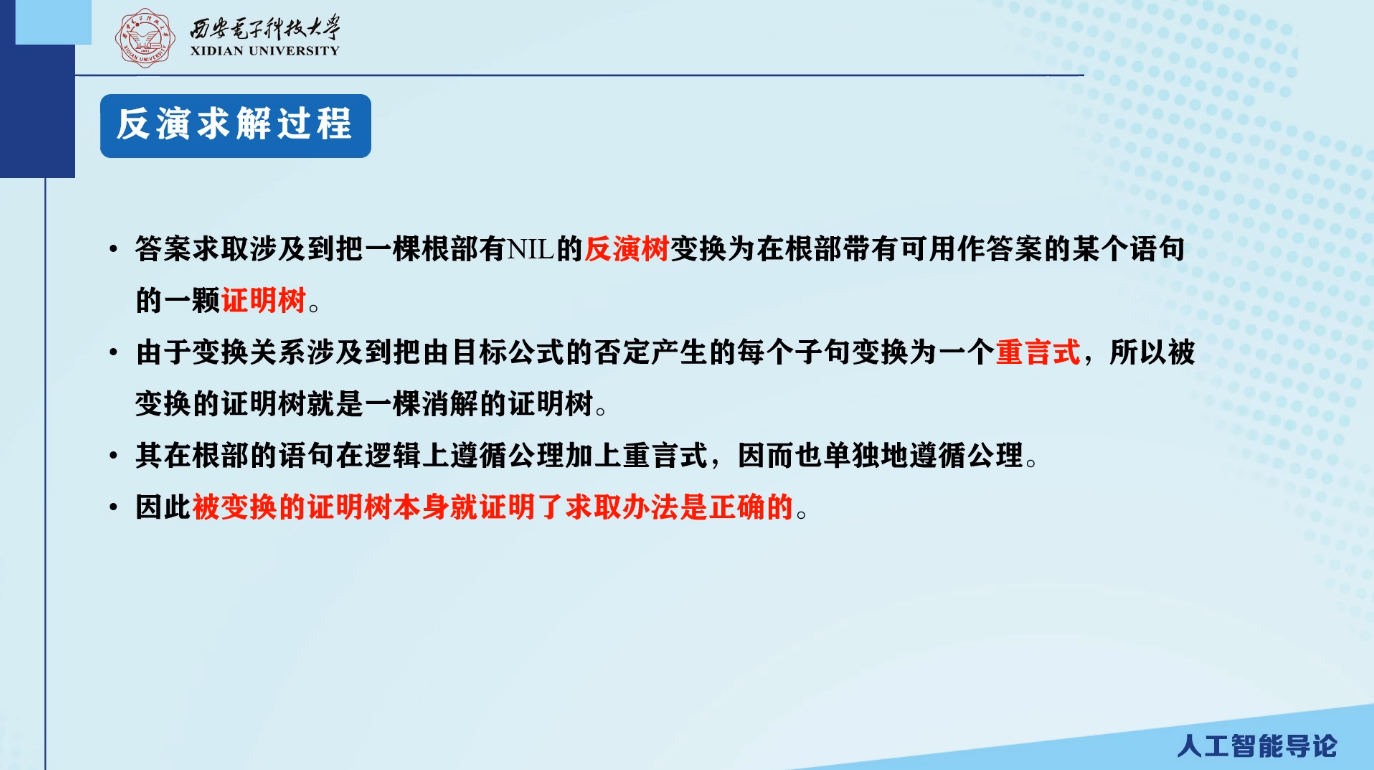 西安电子科技大学
XIDIAN UNIVERSITY
反演求解过程
• 答案求取涉及到把一棵根部有NIL的反演树变换为在根部带有可用作答案的某个语句
的一颗证明树。
• 由于变换关系涉及到把由目标公式的否定产生的每个子句变换为一个重言式，所以被
变换的证明树就是一棵消解的证明树。
• 其在根部的语句在逻辑上遵循公理加上重言式，因而也单独地遵循公理。
• 因此被变换的证明树本身就证明了求取办法是正确的。
人工智能导论